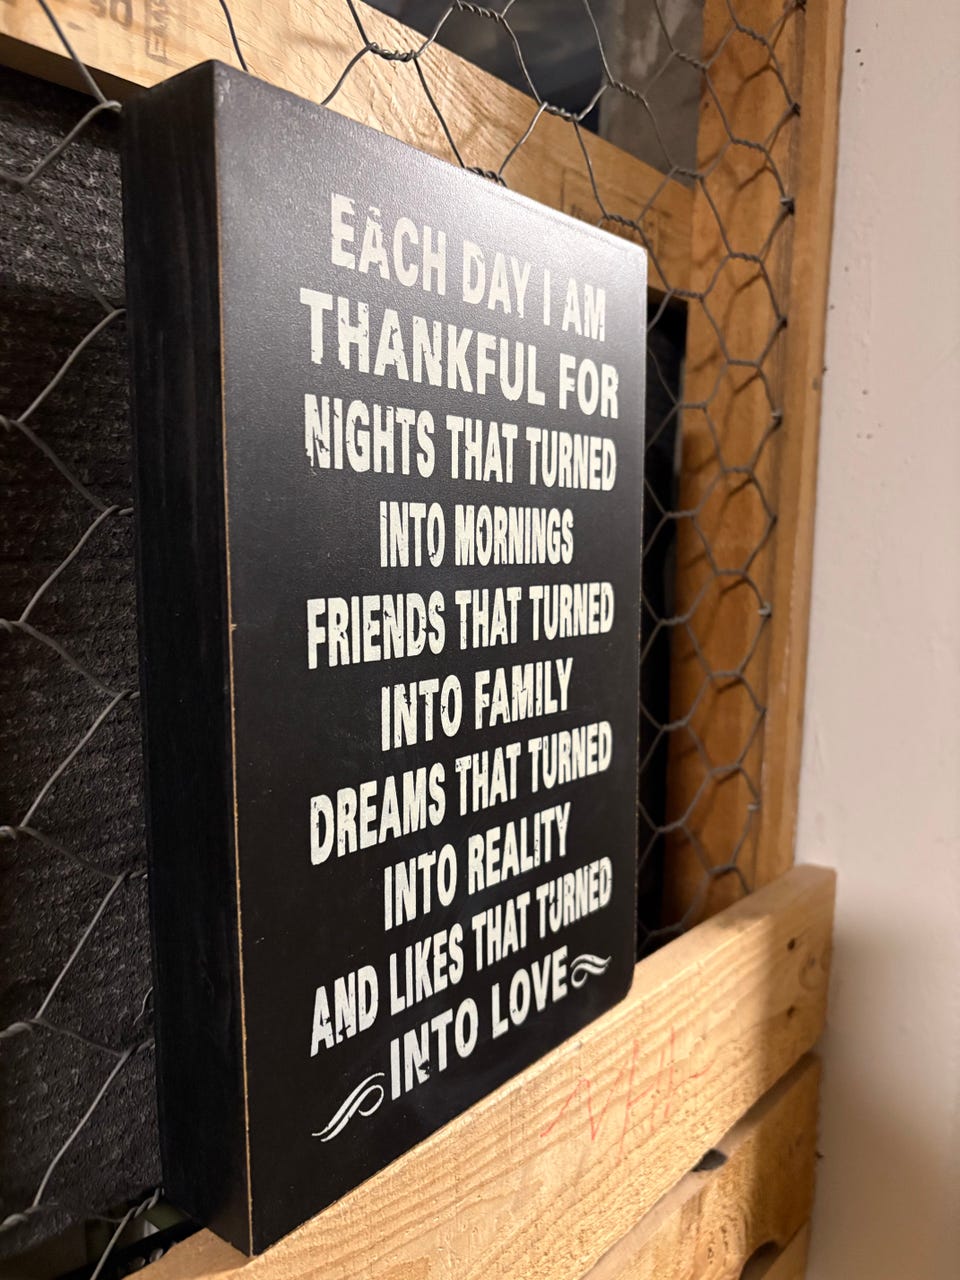 EACH DAY I AM
THANKFUL FOR
NIGHTS THAT TURNED
INTO MORNINGS
FRIENDS THAT TURNED
INTO FAMILY
DREAMS THAT TURNED
INTO REALITY
AND LIKES THAT TURNED
INTO LOVE